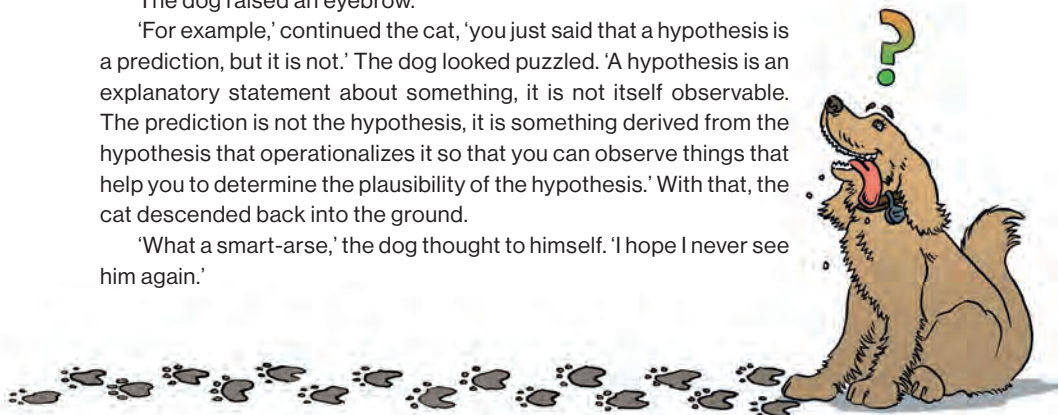 The dog raised an eyebrow.
‘For example,’ continued the cat, ‘you just said that a hypothesis is
a prediction, but it is not.’ The dog looked puzzled. ‘A hypothesis is an
explanatory statement about something, it is not itself observable.
The prediction is not the hypothesis, it is something derived from the
hypothesis that operationalizes it so that you can observe things that
help you to determine the plausibility of the hypothesis.’ With that, the
cat descended back into the ground.
‘What a smart-arse,’ the dog thought to himself. ‘I hope I never see
him again.’
?